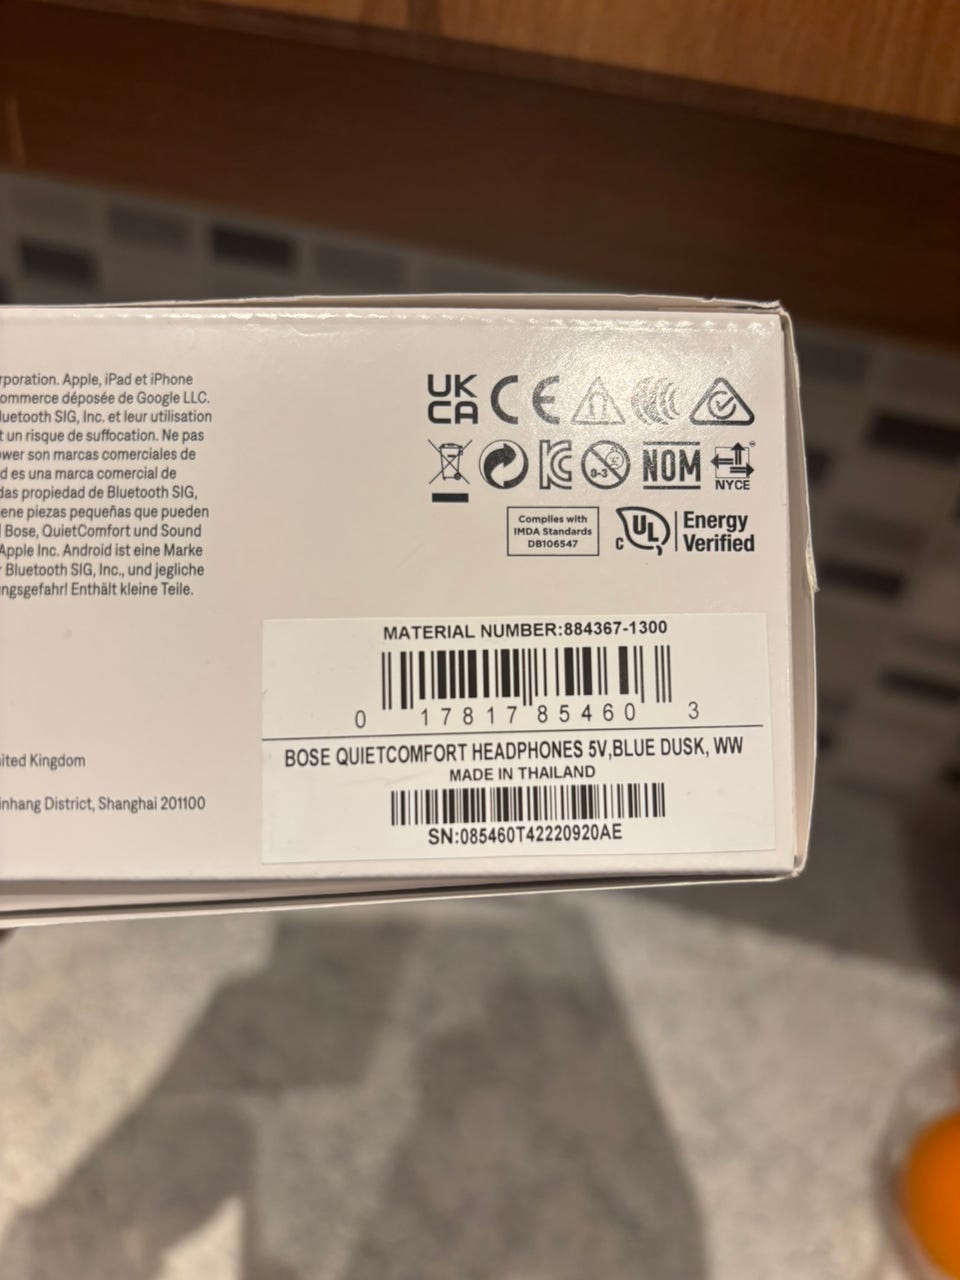 rporation. Apple, iPad et iPhone
ommerce déposée de Google LLC.
luetooth SIG, Inc. et leur utilisation
t un risque de suffocation. Ne pas
wer son marcas comerciales de
d es una marca comercial de
das propiedad de Bluetooth SIG,
ene piezas pequeñas que pueden
Bose, QuietComfort und Sound
Apple Inc. Android ist eine Marke
Bluetooth SIG, Inc., und jegliche
ngsgefahr! Enthält kleine Teile.
ited Kingdom
inhang District, Shanghai 201100
UK
CA CE
0-3 NOM NYCE
Complies with
IMDA Standards
DB106547
C UL Energy
Verified
MATERIAL NUMBER:884367-1300
0 17817 85460 3
BOSE QUIETCOMFORT HEADPHONES 5V,BLUE DUSK, WW
MADE IN THAILAND
SN:085460T42220920AE